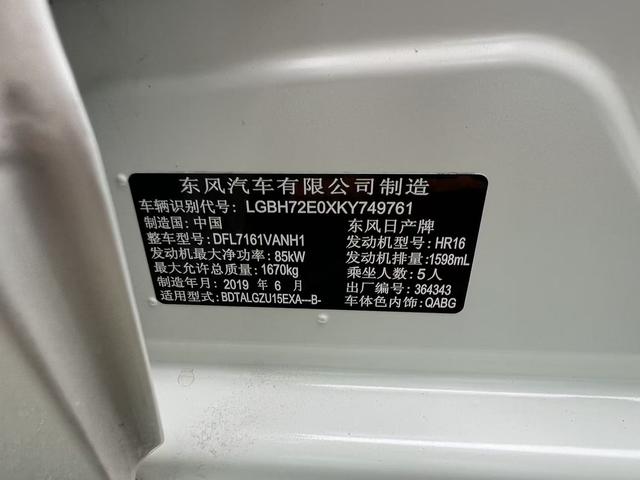 东风汽车有限公司制造
车辆识别代号：LGBH72E0XKY749761
制造国：中国 东风日产牌
整车型号：DFL7161VANH1 发动机型号：HR16
发动机最大净功率：85kW 发动机排量：1598mL
最大允许总质量：1670kg 乘坐人数：5人
制造年月：2019 年 6 月 出厂编号：364343
适用型号：BDTALGZU15EXA---B- 车体色内饰：QABG